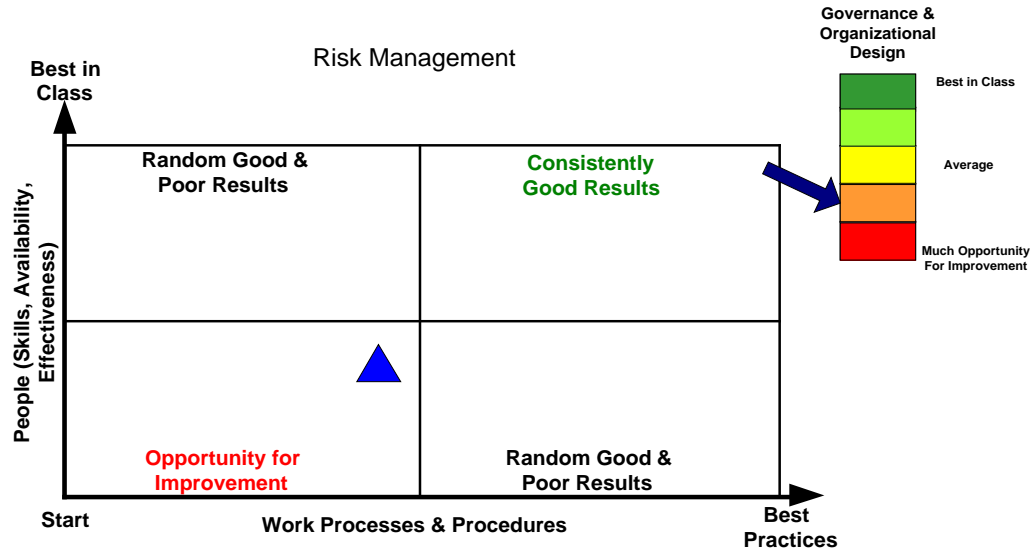 Risk Management
Governance &
Organizational
Design
Best in Class
Average
Much Opportunity
For Improvement
Best in
Class
People (Skills, Availability,
Effectiveness)
Random Good &
Poor Results
Consistently
Good Results
Opportunity for
Improvement
Random Good &
Poor Results
Start
Work Processes & Procedures
Best
Practices